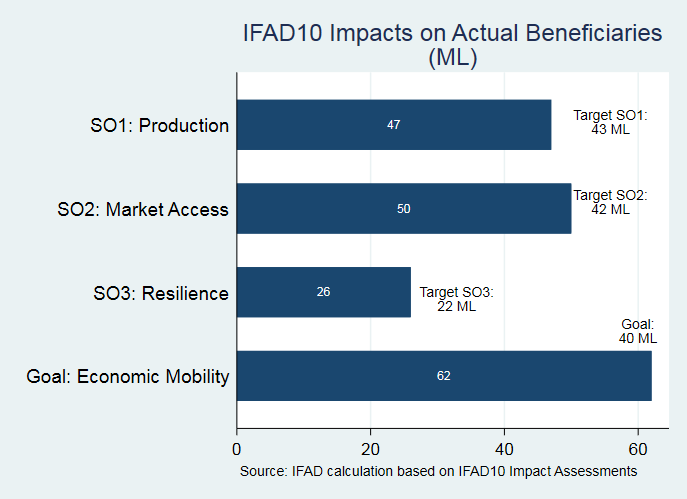 IFAD10 Impacts on Actual Beneficiaries
(ML)
SO1: Production
47
Target SO1:
43 ML
SO2: Market Access
50
Target SO2:
42 ML
SO3: Resilience
26
Target SO3:
22 ML
Goal:
40 ML
Goal: Economic Mobility
62
0 20 40 60
Source: IFAD calculation based on IFAD10 Impact Assessments